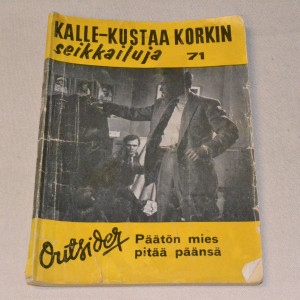 KALLE-KUSTAA KORKIN
seikkailuja 71
Outsider Päätön mies
pitää päänsä